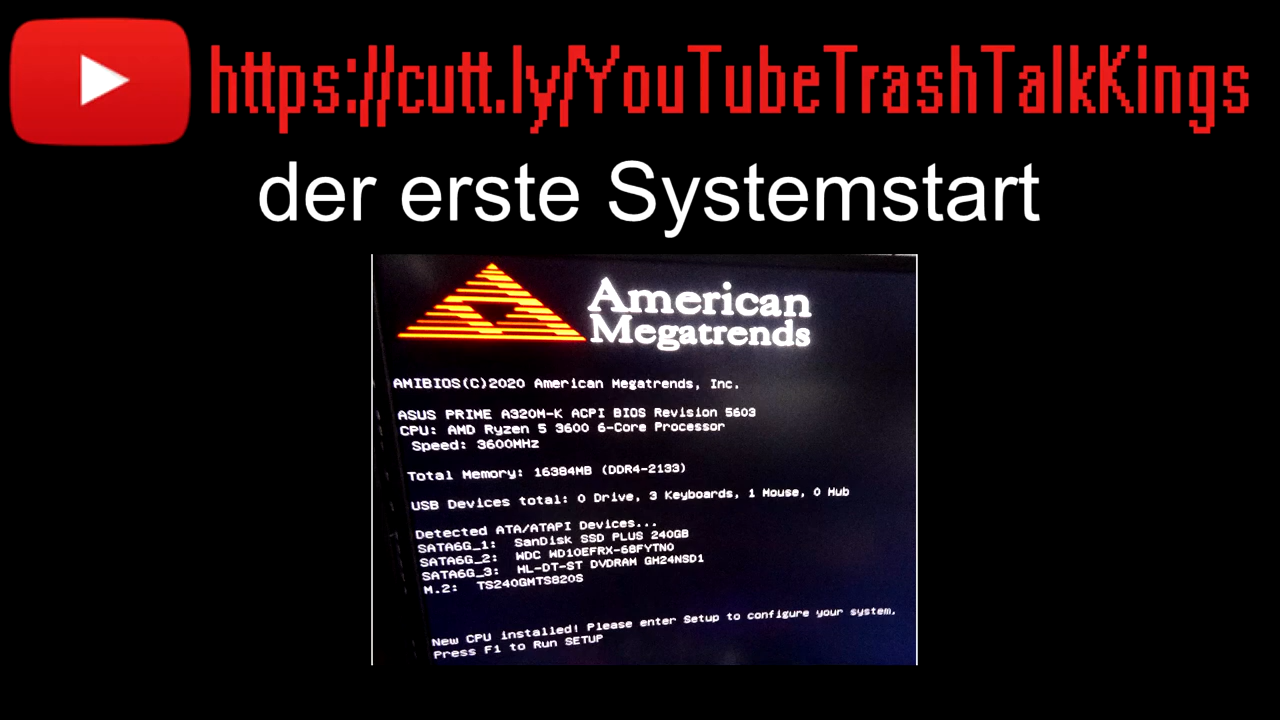 https://cutt.ly/YouTubeTrashTalkKings
der erste Systemstart
American
Megatrends
AMIBIOS(C)2020 American Megatrends, Inc.
ASUS PRIME A320M-K ACPI BIOS Revision 5603
CPU: AMD Ryzen 5 3600 6-Core Processor
Speed: 3600MHz
Total Memory: 16384MB (DDR4-2133)
USB Devices total: 0 Drive, 3 Keyboards, 1 Mouse, 0 Hub
Detected ATA/ATAPI Devices...
SATA6G_1: SanDisk SSD PLUS 240GB
SATA6G_2: WDC WD10EFRX-68FYTN0
SATA6G_3: HL-DT-ST DVDRAM GH24NSD1
M.2: TS240GMTS820S
New CPU installed! Please enter Setup to configure your system.
Press F1 to Run SETUP